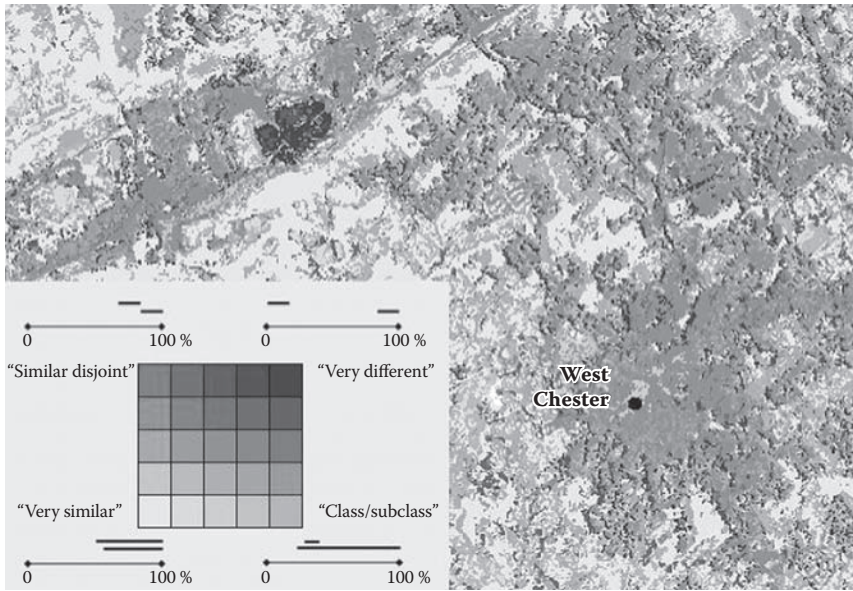 0
100 %
0
100 %
“Similar disjoint”
“Very different”
West
Chester
“Very similar”
“Class/subclass”
0
100 %
0
100 %